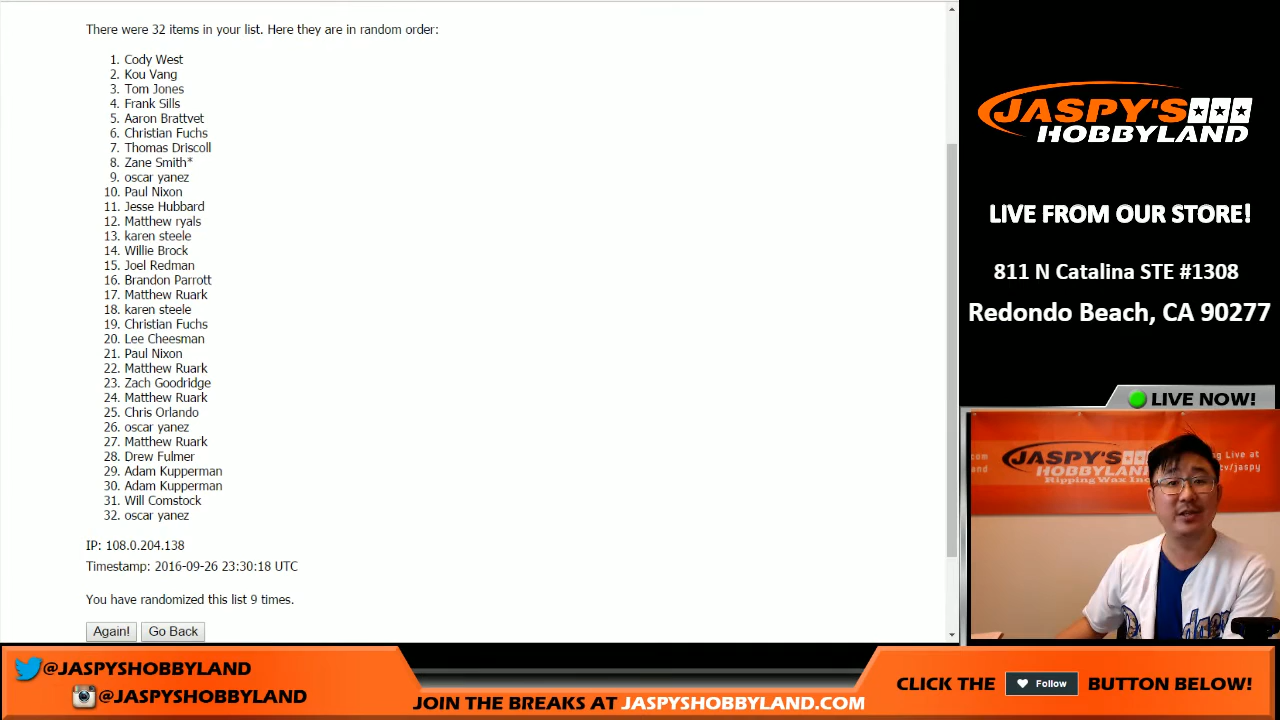 There were 32 items in your list. Here they are in random order:
1. Cody West
2. Kou Vang
3. Tom Jones
4. Frank Sills
5. Aaron Brattvet
6. Christian Fuchs
7. Thomas Driscoll
8. Zane Smith*
9. oscar yanez
10. Paul Nixon
11. Jesse Hubbard
12. Matthew ryals
13. karen steele
14. Willie Brock
15. Joel Redman
16. Brandon Parrott
17. Matthew Ruark
18. karen steele
19. Christian Fuchs
20. Lee Cheesman
21. Paul Nixon
22. Matthew Ruark
23. Zach Goodridge
24. Matthew Ruark
25. Chris Orlando
26. oscar yanez
27. Matthew Ruark
28. Drew Fulmer
29. Adam Kupperman
30. Adam Kupperman
31. Will Comstock
32. oscar yanez
IP: 108.0.204.138
Timestamp: 2016-09-26 23:30:18 UTC
You have randomized this list 9 times.
Again! Go Back
JASPY'S
HOBBYLAND
LIVE FROM OUR STORE!
811 N Catalina STE #1308
Redondo Beach, CA 90277
LIVE NOW!
JASPY'S
HOBBYLAND
Ripping Wax Inc
.com
and
ng Live at
cv/jaspy
@JASPYSHOBBYLAND
@JASPYSHOBBYLAND
JOIN THE BREAKS AT JASPYSHOBBYLAND.COM
CLICK THE Follow BUTTON BELOW!